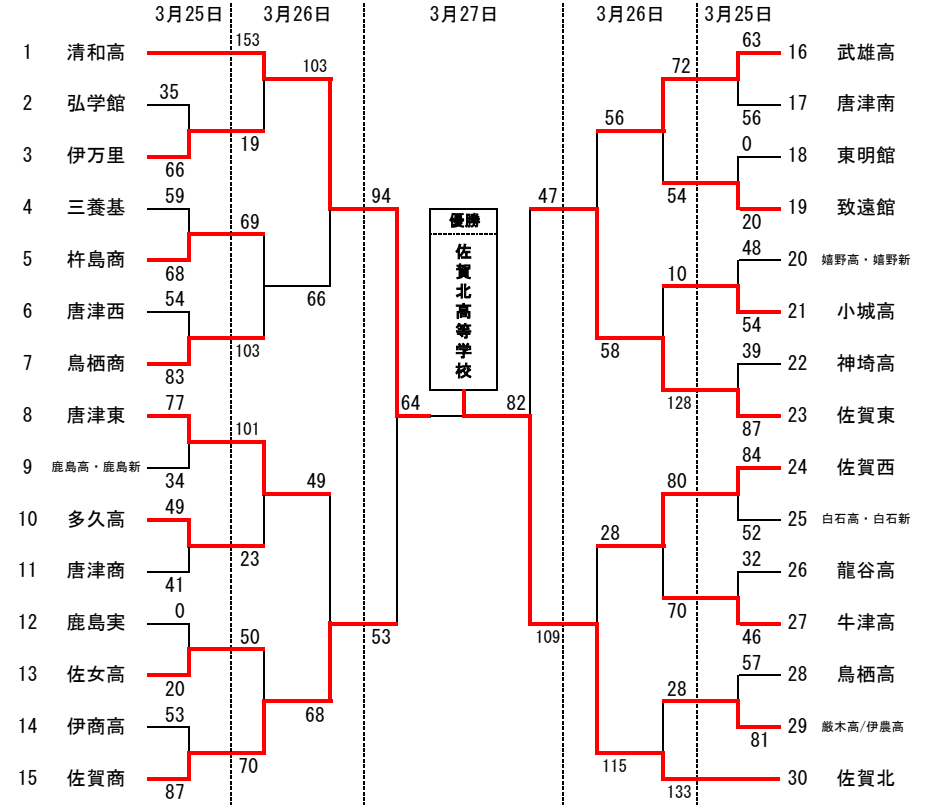 3月25日 3月26日 3月27日 3月26日 3月25日
1 清和高 153 103 72 63 16 武雄高
2 弘学館 35 56 17 唐津南 56
3 伊万里 66 19 0 18 東明館
4 三養基 59 94 47 54 19 致遠館 20
5 杵島商 68 69 48 20 嬉野高・嬉野新
6 唐津西 54 66 10 21 小城高 54
7 鳥栖商 83 103 58 39 22 神埼高
8 唐津東 77 101 64 82 128 23 佐賀東 87
9 鹿島高・鹿島新 34 84 24 佐賀西
10 多久高 49 49 80 25 白石高・白石新 52
11 唐津商 41 23 28 32 26 龍谷高
12 鹿島実 0 50 53 109 70 27 牛津高 46
13 佐女高 20 57 28 鳥栖高
14 伊商高 53 68 28 29 厳木高/伊農高 81
15 佐賀商 87 70 115 133 30 佐賀北
優勝
佐賀北高等学校